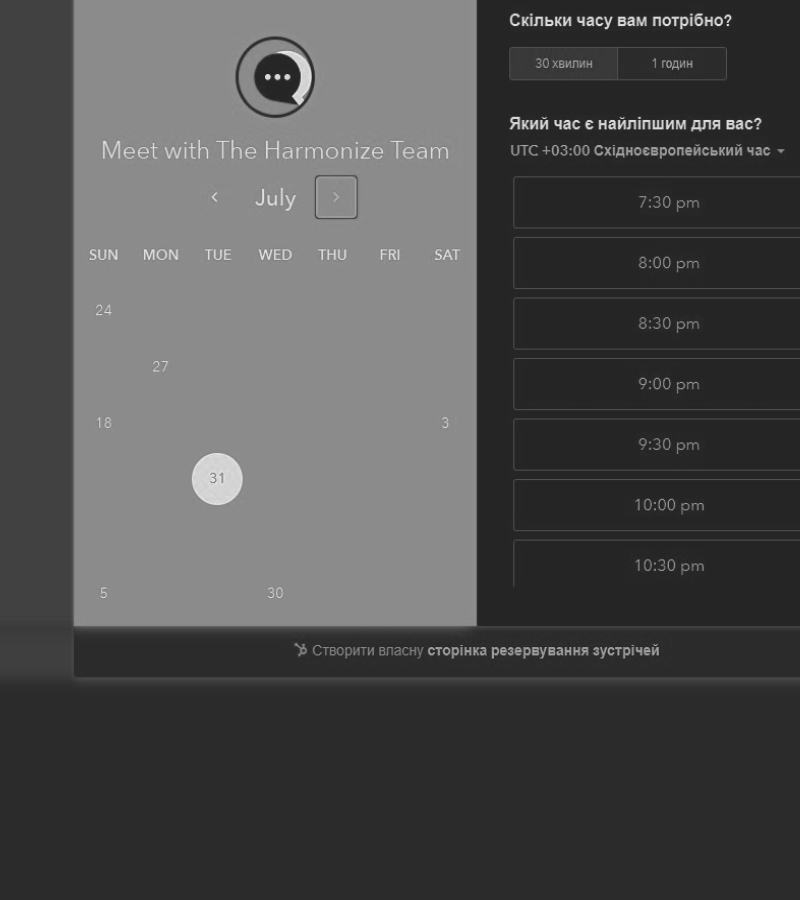 Meet with The Harmonize Team
July
SUN MON TUE WED THU FRI SAT
24
27
18 3
31
5 30
Скільки часу вам потрібно?
30 хвилин 1 годин
Який час є найліпшим для вас?
UTC +03:00 Східноєвропейський час
7:30 pm
8:00 pm
8:30 pm
9:00 pm
9:30 pm
10:00 pm
10:30 pm
Створити власну сторінка резервування зустрічей